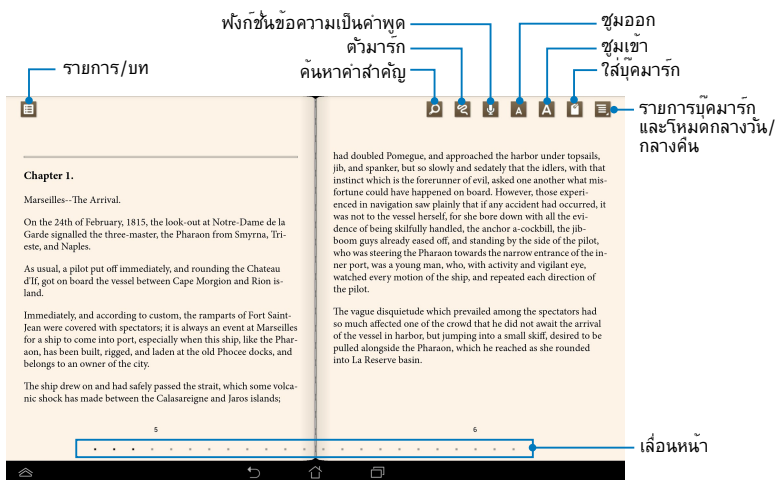 ฟังก์ชั่นข้อความเป็นคำพูด
ตัวมาร์ก
ค้นหาคำสำคัญ
ซูมออก
ซูมเข้า
ใส่บุ๊คมาร์ก
รายการ/บท
รายการบุ๊คมาร์ก
และโหมดกลางวัน/
กลางคืน
A
A
Chapter 1.
Marseilles--The Arrival.
On the 24th of February, 1815, the look-out at Notre-Dame de la
Garde signalled the three-master, the Pharaon from Smyrna, Tri-
este, and Naples.
As usual, a pilot put off immediately, and rounding the Chateau
d'If, got on board the vessel between Cape Morgion and Rion is-
land.
Immediately, and according to custom, the ramparts of Fort Saint-
Jean were covered with spectators; it is always an event at Marseilles
for a ship to come into port, especially when this ship, like the Phar-
aon, has been built, rigged, and laden at the old Phocee docks, and
belongs to an owner of the city.
The ship drew on and had safely passed the strait, which some volca-
nic shock has made between the Calasareigne and Jaros islands;
5
had doubled Pomegue, and approached the harbor under topsails,
jib, and spanker, but so slowly and sedately that the idlers, with that
instinct which is the forerunner of evil, asked one another what mis-
fortune could have happened on board. However, those experi-
enced in navigation saw plainly that if any accident had occurred, it
was not to the vessel herself, for she bore down with all the evi-
dence of being skilfully handled, the anchor a-cockbill, the jib-
boom guys already eased off, and standing by the side of the pilot,
who was steering the Pharaon towards the narrow entrance of the in-
ner port, was a young man, who, with activity and vigilant eye,
watched every motion of the ship, and repeated each direction of
the pilot.
The vague disquietude which prevailed among the spectators had
so much affected one of the crowd that he did not await the arrival
of the vessel in harbor, but jumping into a small skiff, desired to be
pulled alongside the Pharaon, which he reached as she rounded
into La Reserve basin.
6
เลื่อนหน้า